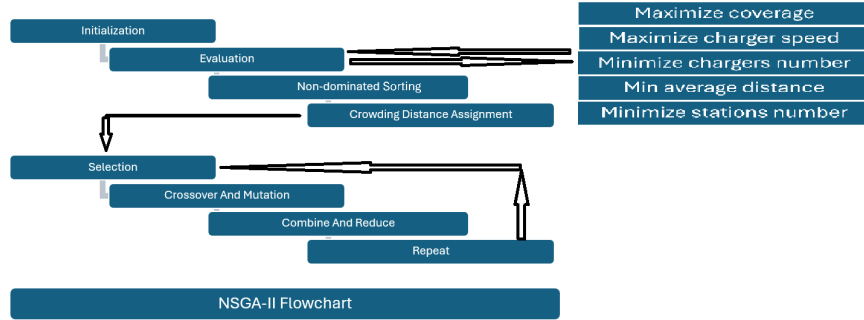 Initialization
Evaluation
Non-dominated Sorting
Crowding Distance Assignment
Selection
Crossover And Mutation
Combine And Reduce
Repeat
NSGA-II Flowchart
Maximize coverage
Maximize charger speed
Minimize chargers number
Min average distance
Minimize stations number